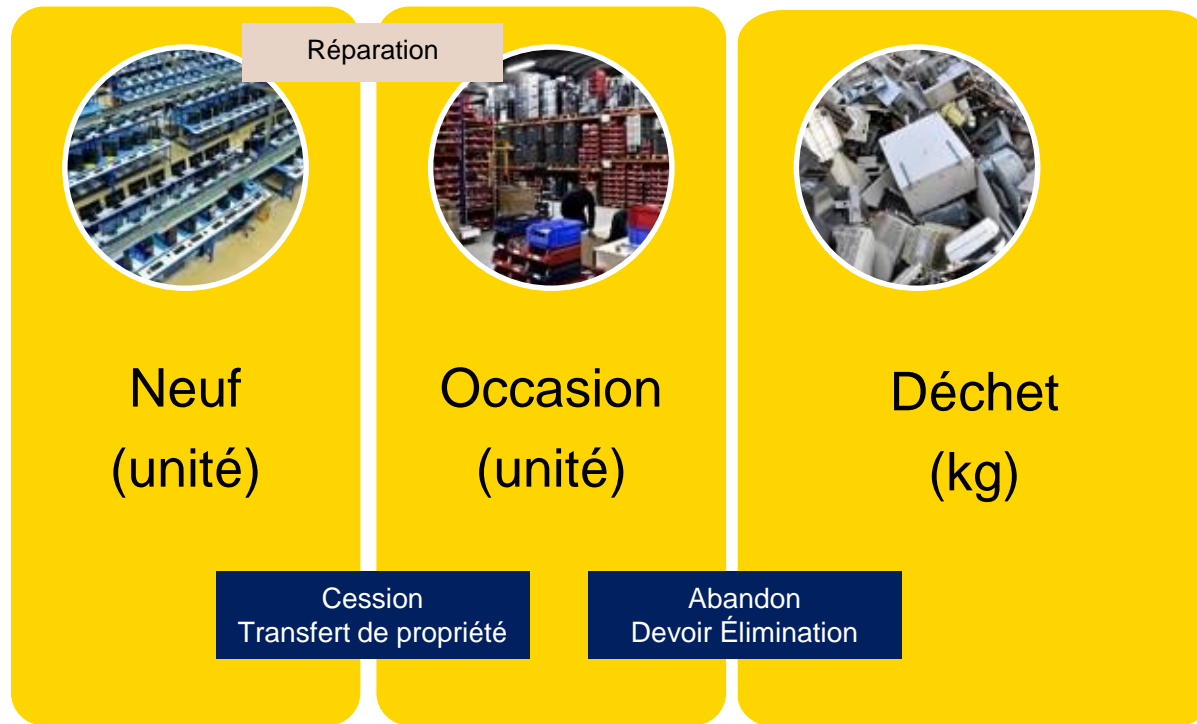 Réparation
Neuf
(unité)
Occasion
(unité)
Déchet
(kg)
Cession
Transfert de propriété
Abandon
Devoir Élimination